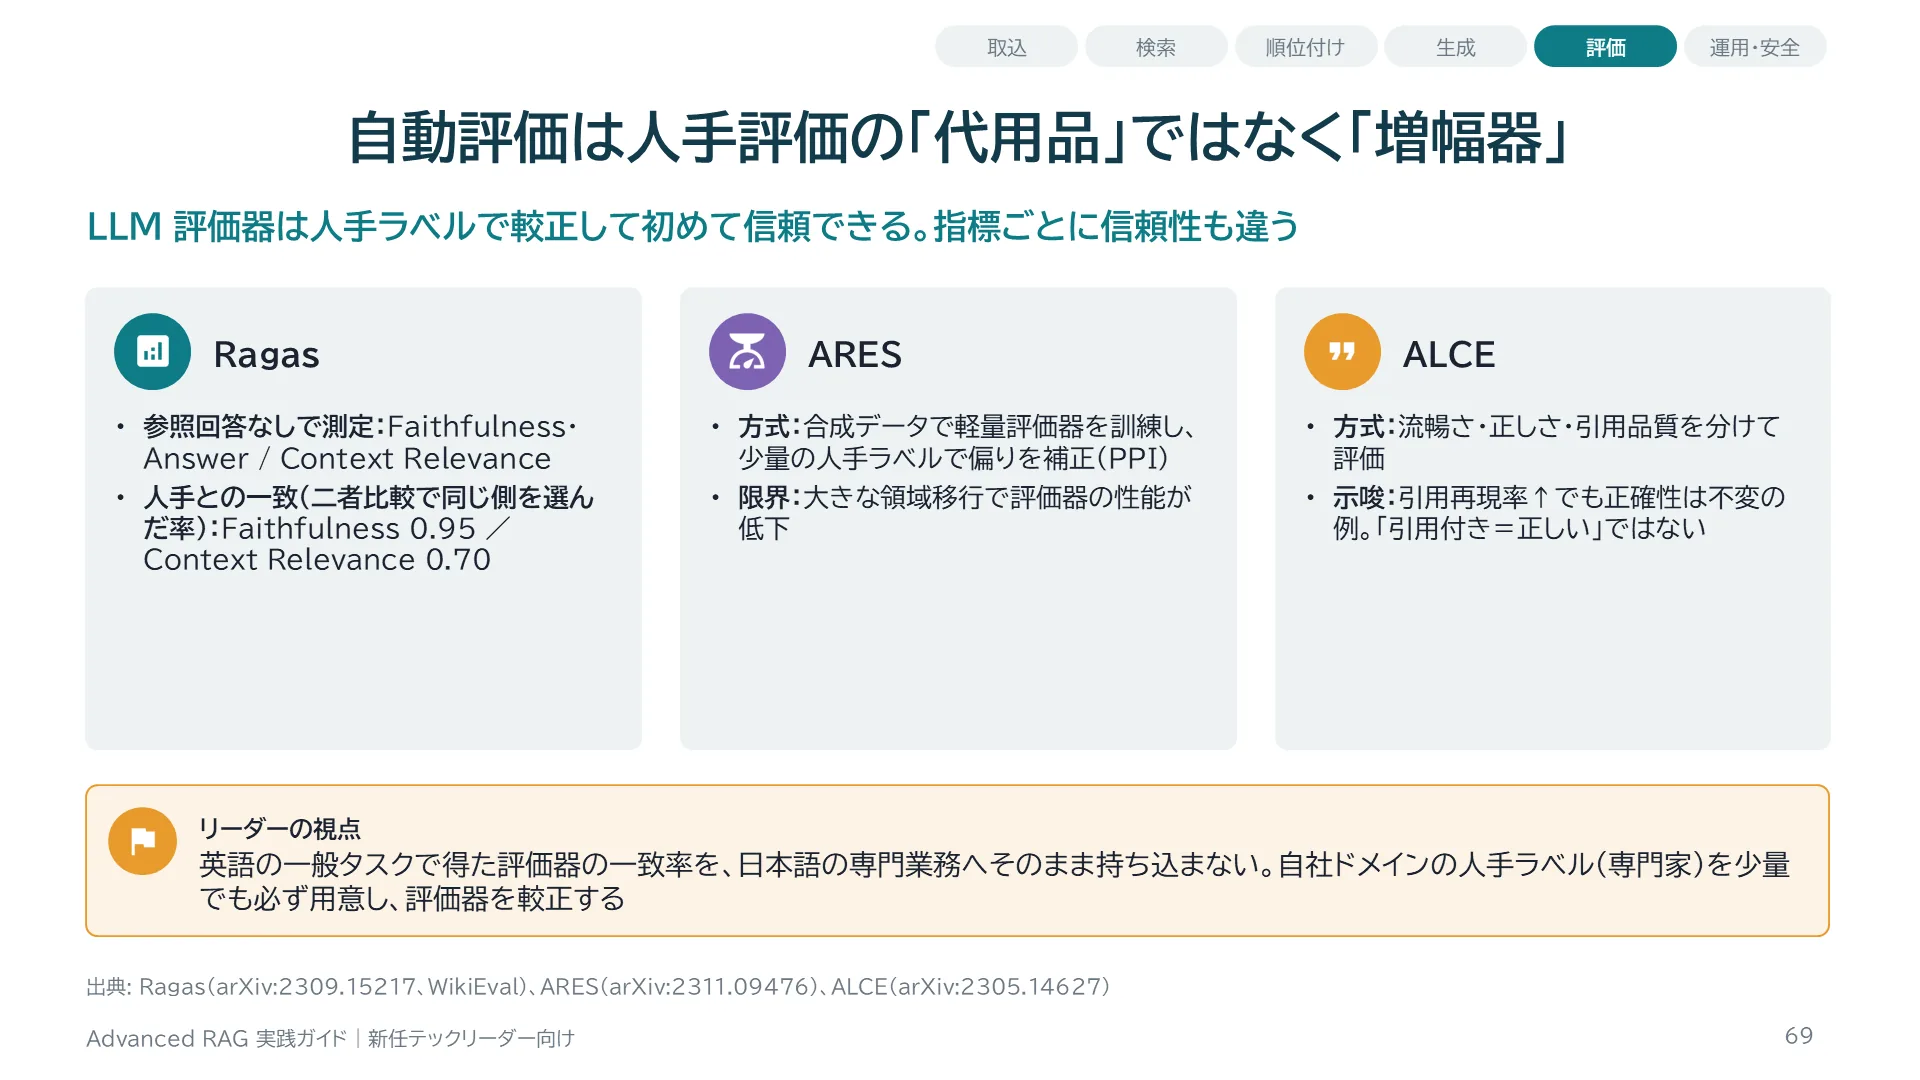 取込
検索
順位付け
生成
評価
運用・安全
自動評価は人手評価の「代用品」ではなく「増幅器」
LLM 評価器は人手ラベルで較正して初めて信頼できる。指標ごとに信頼性も違う
Ragas
• 参照回答なしで測定：Faithfulness・
Answer / Context Relevance
• 人手との一致（二者比較で同じ側を選ん
だ率）：Faithfulness 0.95 ／
Context Relevance 0.70
ARES
• 方式：合成データで軽量評価器を訓練し、
少量の人手ラベルで偏りを補正（PPI）
• 限界：大きな領域移行で評価器の性能が
低下
ALCE
• 方式：流暢さ・正しさ・引用品質を分けて
評価
• 示唆：引用再現率↑でも正確性は不変の
例。「引用付き＝正しい」ではない
リーダーの視点
英語の一般タスクで得た評価器の一致率を、日本語の専門業務へそのまま持ち込まない。自社ドメインの人手ラベル（専門家）を少量
でも必ず用意し、評価器を較正する
出典: Ragas（arXiv:2309.15217、WikiEval）、ARES（arXiv:2311.09476）、ALCE（arXiv:2305.14627）
Advanced RAG 実践ガイド｜新任テックリーダー向け
69